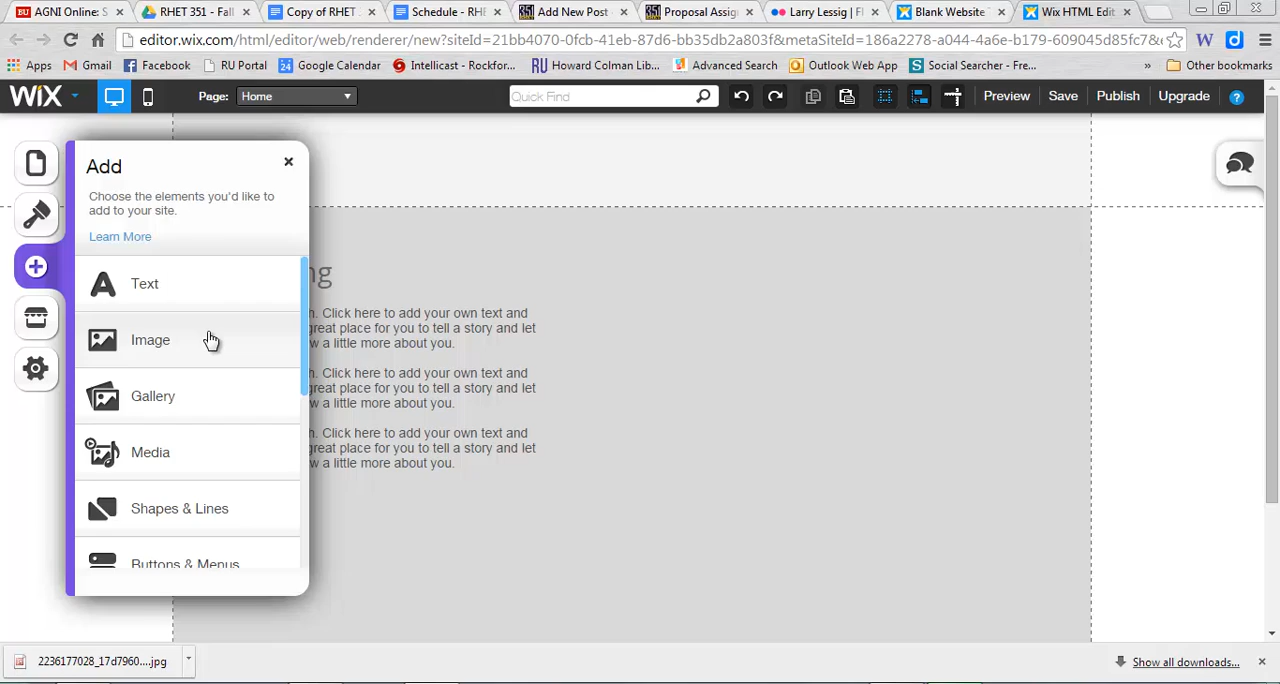 AGNI Online: S
RHET 351 - Fall
Copy of RHET
Schedule - RHE
Add New Post
Proposal Assig
Larry Lessig | Fl
Blank Website
Wix HTML Edit
editor.wix.com/html/editor/web/renderer/new?siteId=21bb4070-0fcb-41eb-87d6-bb35db2a803f&metaSiteId=186a2278-a044-4a6e-b179-609045d85fc7&e
Apps
Gmail
Facebook
RU Portal
Google Calendar
Intellicast - Rockfor...
Howard Colman Lib...
Advanced Search
Outlook Web App
Social Searcher - Fre...
»
Other bookmarks
WiX
Page:
Home
Quick Find
Preview
Save
Publish
Upgrade
?
Add
Choose the elements you'd like to
add to your site.
Learn More
Text
Image
Gallery
Media
Shapes & Lines
Buttons & Menus
ng
h. Click here to add your own text and
great place for you to tell a story and let
w a little more about you.
h. Click here to add your own text and
great place for you to tell a story and let
w a little more about you.
h. Click here to add your own text and
great place for you to tell a story and let
w a little more about you.
2236177028_17d7960....jpg
Show all downloads...